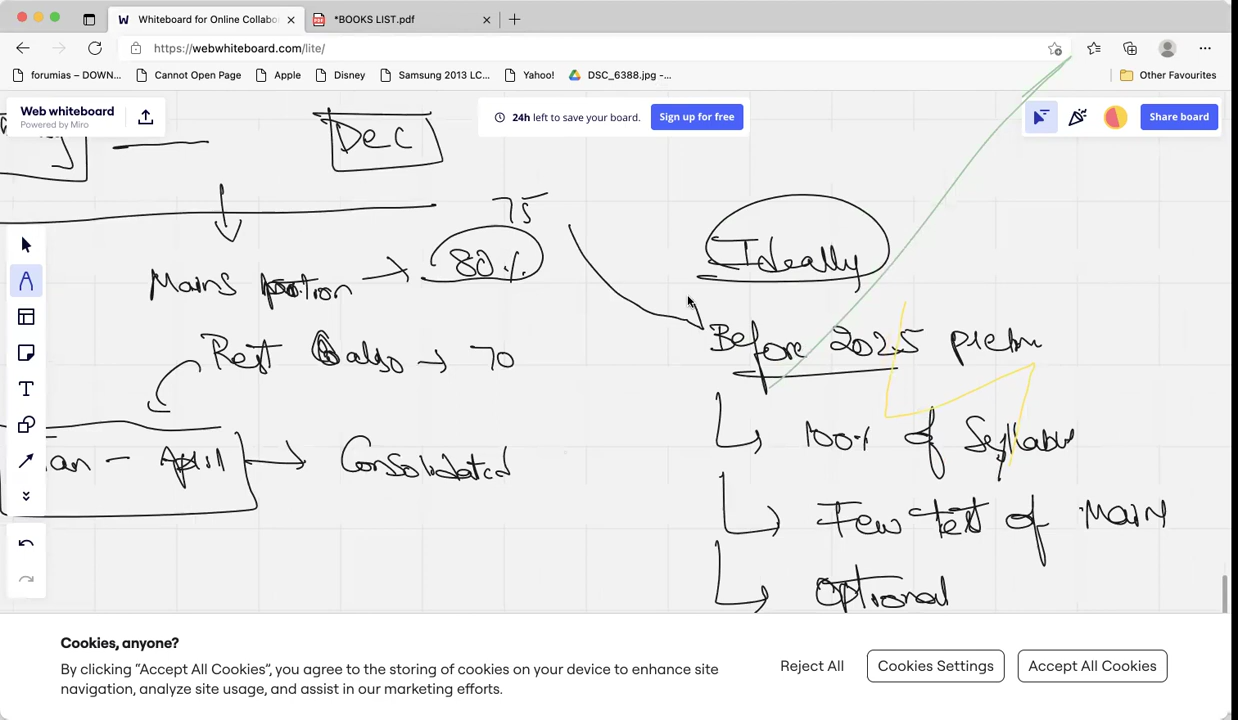 Whiteboard for Online Collabo
*BOOKS LIST.pdf
https://webwhiteboard.com/lite/
forumias – DOWN...
Cannot Open Page
Apple
Disney
Samsung 2013 LC...
Yahoo!
DSC_6388.jpg -...
Other Favourites
Web whiteboard
Powered by Miro
24h left to save your board.
Sign up for free
Share board
Dec
75
Mains portion → 80%
Rest also → 70
an - April → Consolidated
Ideally
Before 2025 prelim
100% of Syllabus
Few test of Mains
Optional
Cookies, anyone?
By clicking “Accept All Cookies”, you agree to the storing of cookies on your device to enhance site
navigation, analyze site usage, and assist in our marketing efforts.
Reject All
Cookies Settings
Accept All Cookies